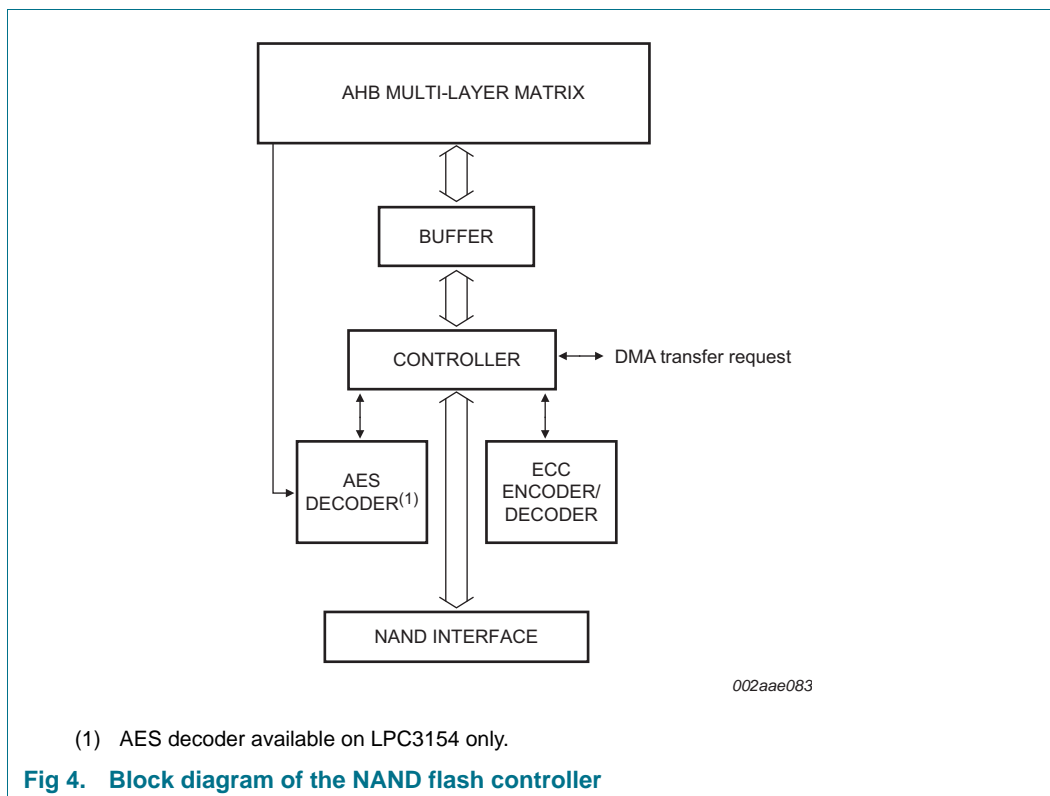 AHB MULTI-LAYER MATRIX
BUFFER
CONTROLLER
DMA transfer request
AES
DECODER(1)
ECC
ENCODER/
DECODER
NAND INTERFACE
002aae083
(1) AES decoder available on LPC3154 only.
Fig 4. Block diagram of the NAND flash controller